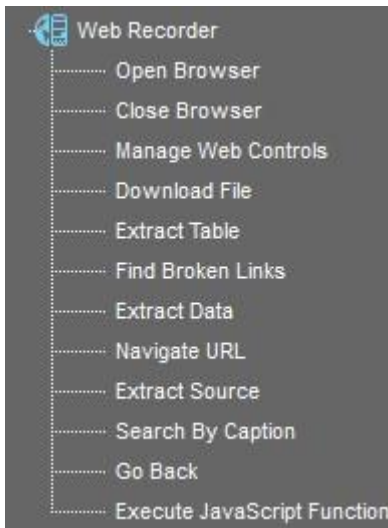 Web Recorder
Open Browser
Close Browser
Manage Web Controls
Download File
Extract Table
Find Broken Links
Extract Data
Navigate URL
Extract Source
Search By Caption
Go Back
Execute JavaScript Function